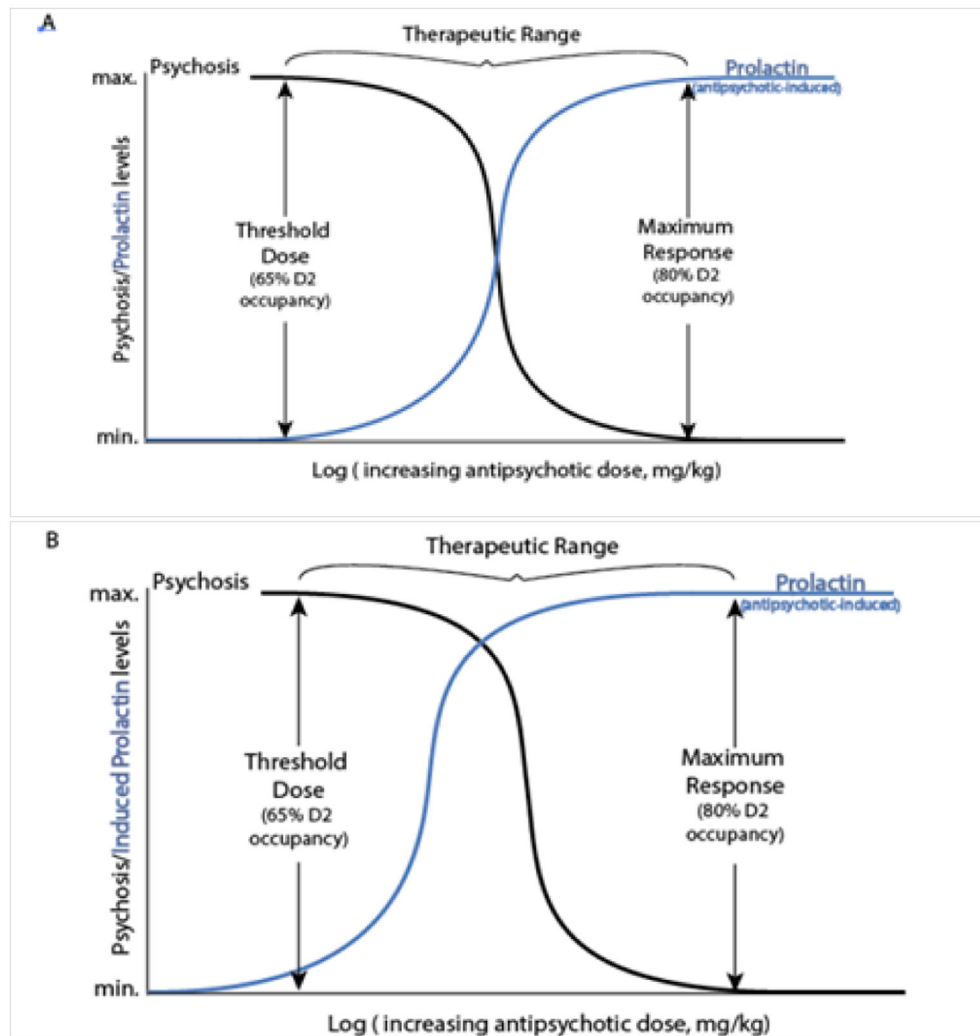 A
Therapeutic Range
Psychosis
Prolactin
(antipsychotic-induced)
max.
Psychosis/Prolactin levels
Threshold
Dose
(65% D2
occupancy)
Maximum
Response
(80% D2
occupancy)
min.
Log ( increasing antipsychotic dose, mg/kg)
B
Therapeutic Range
Psychosis
Prolactin
(antipsychotic-induced)
max.
Psychosis/Induced Prolactin levels
Threshold
Dose
(65% D2
occupancy)
Maximum
Response
(80% D2
occupancy)
min.
Log ( increasing antipsychotic dose, mg/kg)